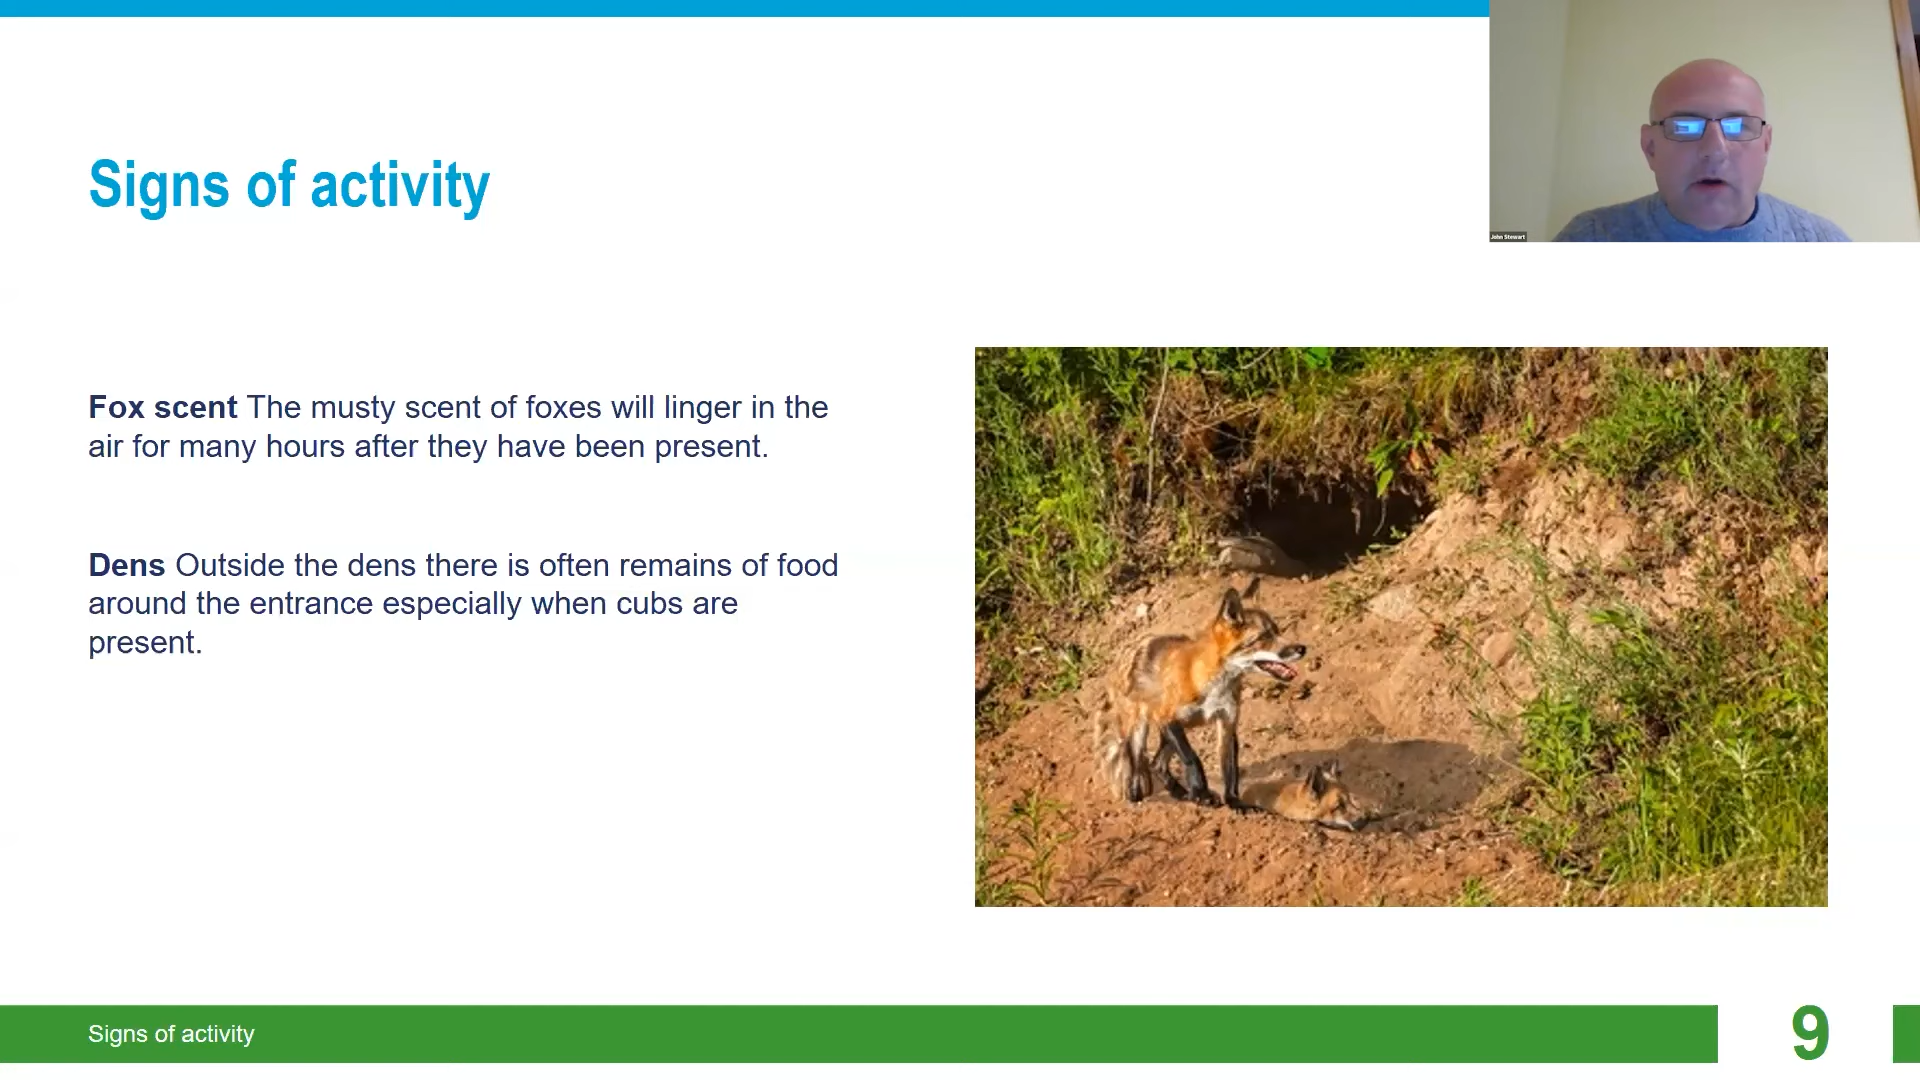 John Stewart
Signs of activity
Fox scent The musty scent of foxes will linger in the
air for many hours after they have been present.
Dens Outside the dens there is often remains of food
around the entrance especially when cubs are
present.
Signs of activity
9